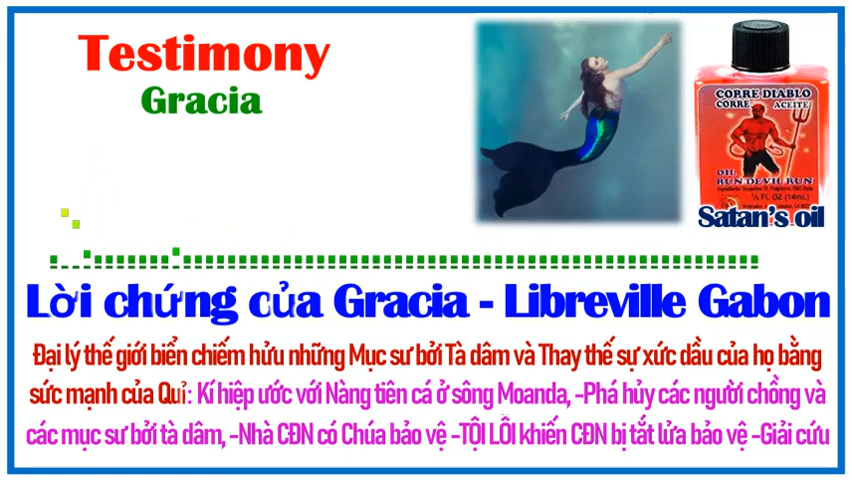 Testimony
Gracia
CORRE DIABLO
CORRE ACEITE
OIL
RUN DEVIL RUN
½ FL OZ (14mL)
Satan's oil
Lời chứng của Gracia - Libreville Gabon
Đại lý thế giới biển chiếm hửu những Mục sư bởi Tà dâm và Thay thế sự xức dầu của họ bằng
sức mạnh của Quỉ: Kí hiệp ước với Nàng tiên cá ở sông Moanda, -Phá hủy các người chồng và
các mục sư bởi tà dâm, -Nhà CĐN có Chúa bảo vệ -TỘI LỖI khiến CĐN bị tắt lửa bảo vệ -Giải cứu